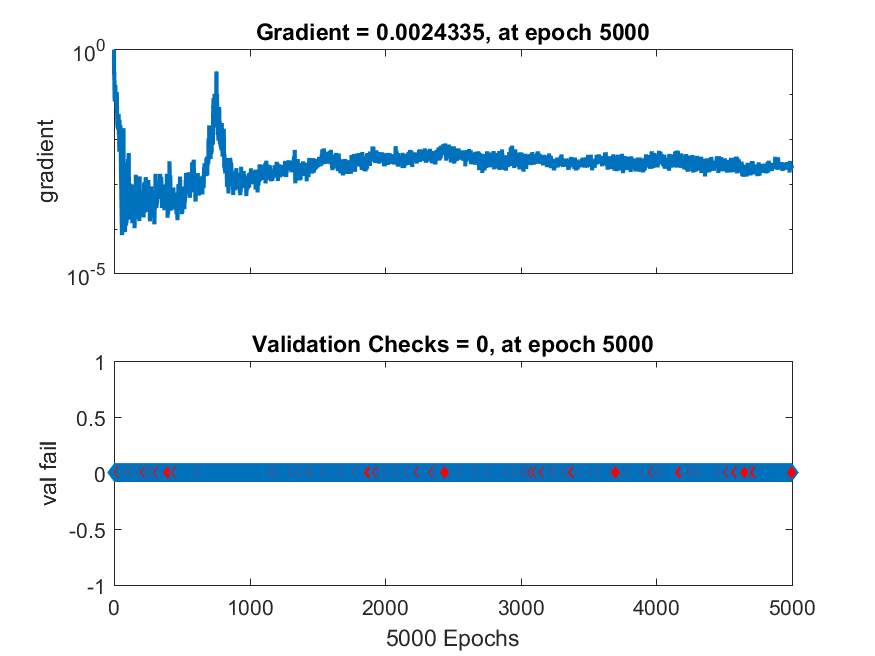 Gradient = 0.0024335, at epoch 5000
10^0
gradient
10^-5
Validation Checks = 0, at epoch 5000
1
0.5
val fail
0
-0.5
-1
0 1000 2000 3000 4000 5000
5000 Epochs